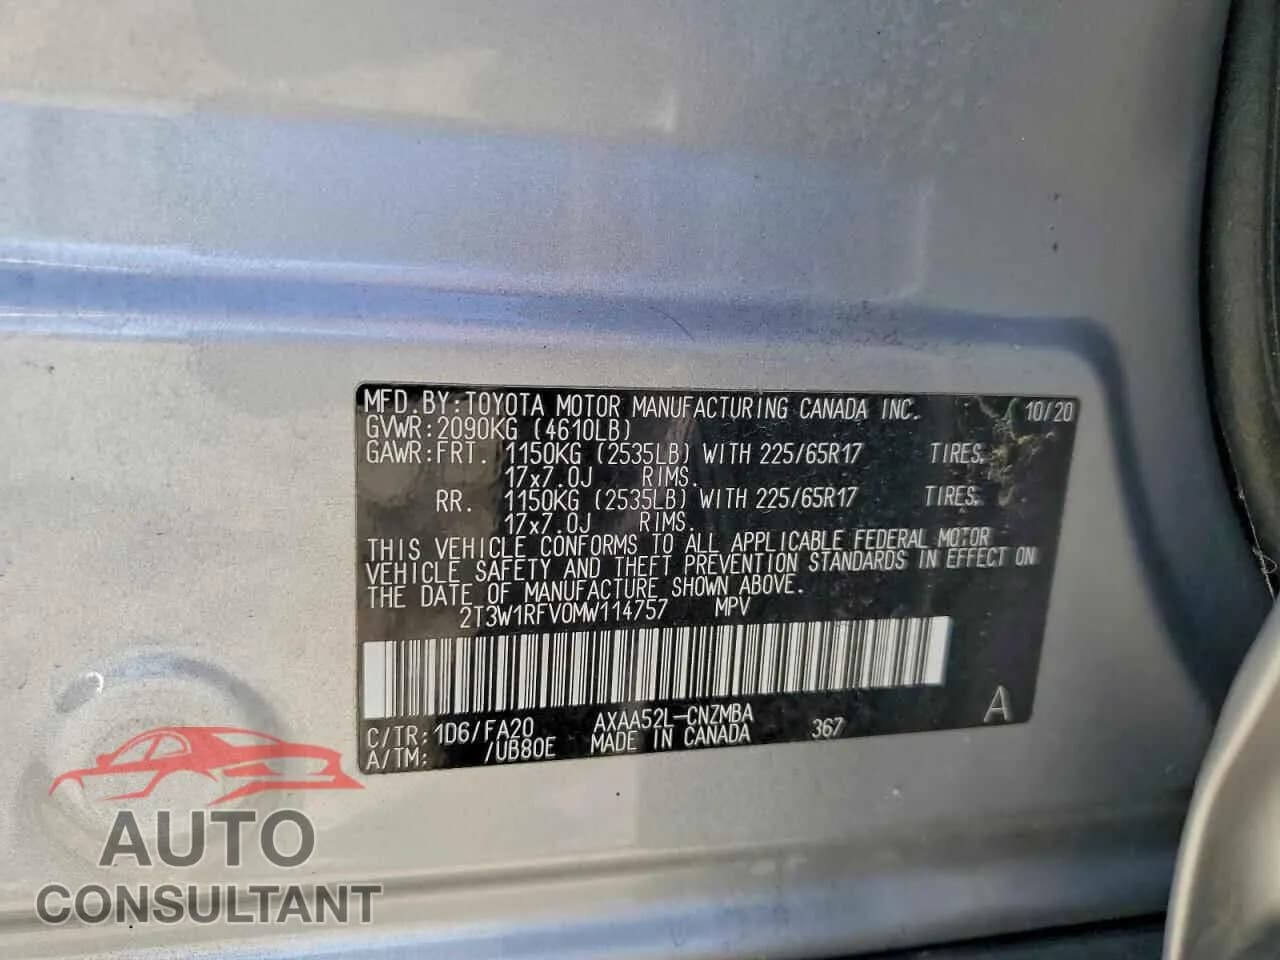 MFD.BY:TOYOTA MOTOR MANUFACTURING CANADA INC. 10/20
GVWR:2090KG (4610LB)
GAWR:FRT. 1150KG (2535LB) WITH 225/65R17 TIRES,
17x7.0J RIMS.
RR. 1150KG (2535LB) WITH 225/65R17 TIRES,
17x7.0J RIMS.
THIS VEHICLE CONFORMS TO ALL APPLICABLE FEDERAL MOTOR
VEHICLE SAFETY AND THEFT PREVENTION STANDARDS IN EFFECT ON
THE DATE OF MANUFACTURE SHOWN ABOVE.
2T3W1RFV0MW114757 MPV
C/TR:1D6/FA20 AXAA52L-CNZMBA 367 A
A/TM: /UB80E MADE IN CANADA
AUTO
CONSULTANT